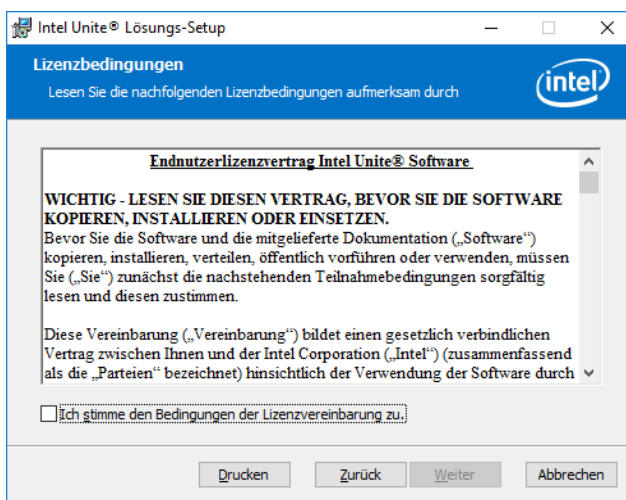 Intel Unite® Lösungs-Setup
Lizenzbedingungen
Lesen Sie die nachfolgenden Lizenzbedingungen aufmerksam durch
intel
Endnutzerlizenzvertrag Intel Unite® Software
WICHTIG - LESEN SIE DIESEN VERTRAG, BEVOR SIE DIE SOFTWARE
KOPIEREN, INSTALLIEREN ODER EINSETZEN.
Bevor Sie die Software und die mitgelieferte Dokumentation („Software“)
kopieren, installieren, verteilen, öffentlich vorführen oder verwenden, müssen
Sie („Sie“) zunächst die nachstehenden Teilnahmebedingungen sorgfältig
lesen und diesen zustimmen.
Diese Vereinbarung („Vereinbarung“) bildet einen gesetzlich verbindlichen
Vertrag zwischen Ihnen und der Intel Corporation („Intel“) (zusammenfassend
als die „Parteien“ bezeichnet) hinsichtlich der Verwendung der Software durch
Ich stimme den Bedingungen der Lizenzvereinbarung zu.
Drucken Zurück Weiter Abbrechen